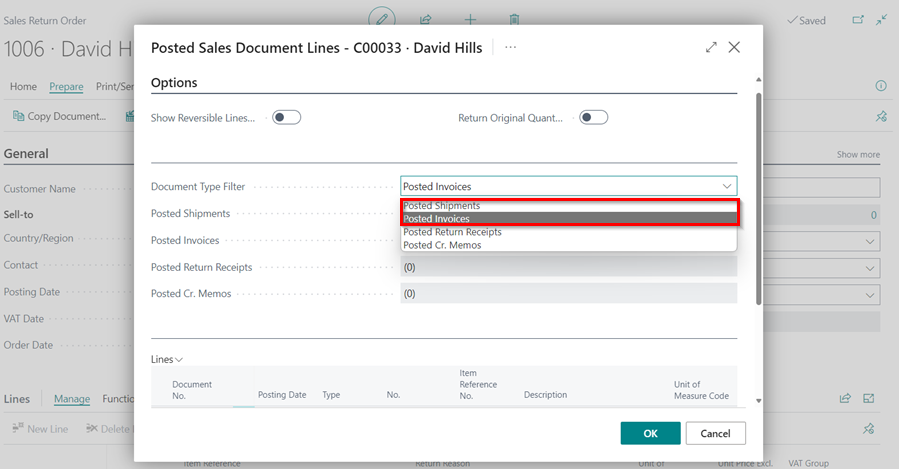 Sales Return Order
Saved
1006 · David H
Posted Sales Document Lines - C00033 · David Hills
Options
Home Prepare Print/Ser
Show Reversible Lines... Return Original Quant...
Copy Document...
General
Show more
Customer Name
Document Type Filter Posted Invoices
Posted Shipments
Posted Invoices
Posted Return Receipts
Posted Cr. Memos
Sell-to
Posted Shipments
0
Country/Region
Posted Invoices
Contact
Posted Return Receipts (0)
Posting Date
Posted Cr. Memos (0)
VAT Date
Order Date
Lines
Document No. Posting Date Type No. Item Reference No. Description Unit of Measure Code
Lines Manage Functio
New Line Delete
OK Cancel
Item Reference Return Reason Unit of Unit Price Excl. VAT Group